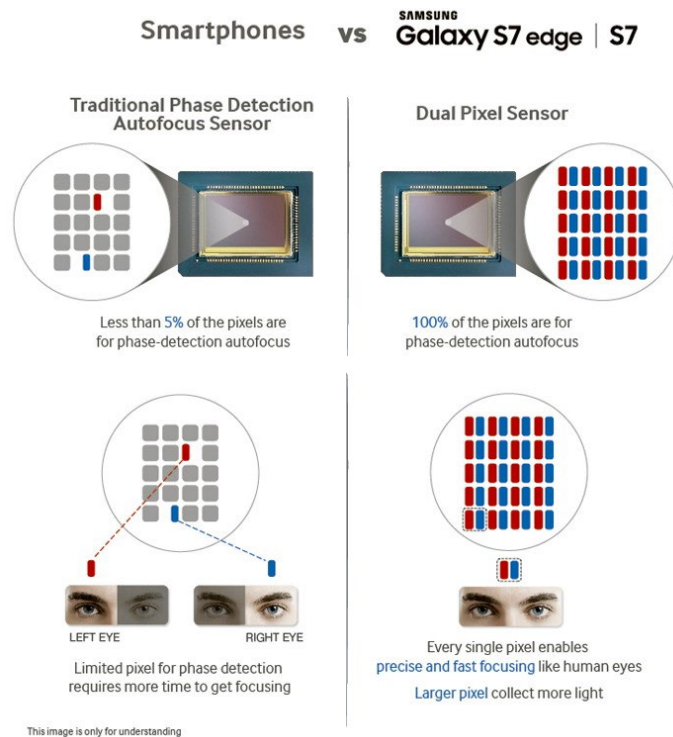 Smartphones vs SAMSUNG Galaxy S7 edge | S7
Traditional Phase Detection
Autofocus Sensor
Dual Pixel Sensor
Less than 5% of the pixels are
for phase-detection autofocus
100% of the pixels are for
phase-detection autofocus
LEFT EYE
RIGHT EYE
Limited pixel for phase detection
requires more time to get focusing
Every single pixel enables
precise and fast focusing like human eyes
Larger pixel collect more light
This image is only for understanding